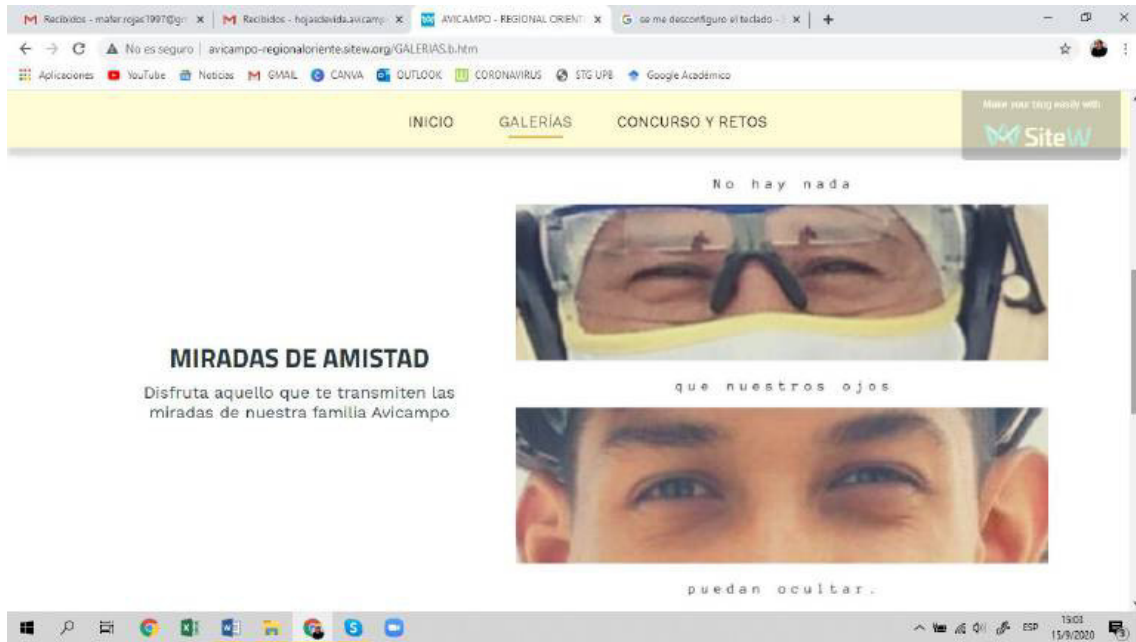 Recibidos - mafer.rojas1997@gm
Recibidos - hojasdevida.avicamp
AVICAMPO - REGIONAL ORIENT
se me desconfiguro el teclado -
No es seguro | avicampo-regionaloriente.sitew.org/GALERIAS.b.htm
Aplicaciones YouTube Noticias GMAIL CANVA OUTLOOK CORONAVIRUS STG UPB Google Académico
Make your blog easily with
SiteW
INICIO GALERÍAS CONCURSO Y RETOS
No hay nada
MIRADAS DE AMISTAD
Disfruta aquello que te transmiten las
miradas de nuestra familia Avicampo
que nuestros ojos
puedan ocultar.
ESP
15:03
15/9/2020